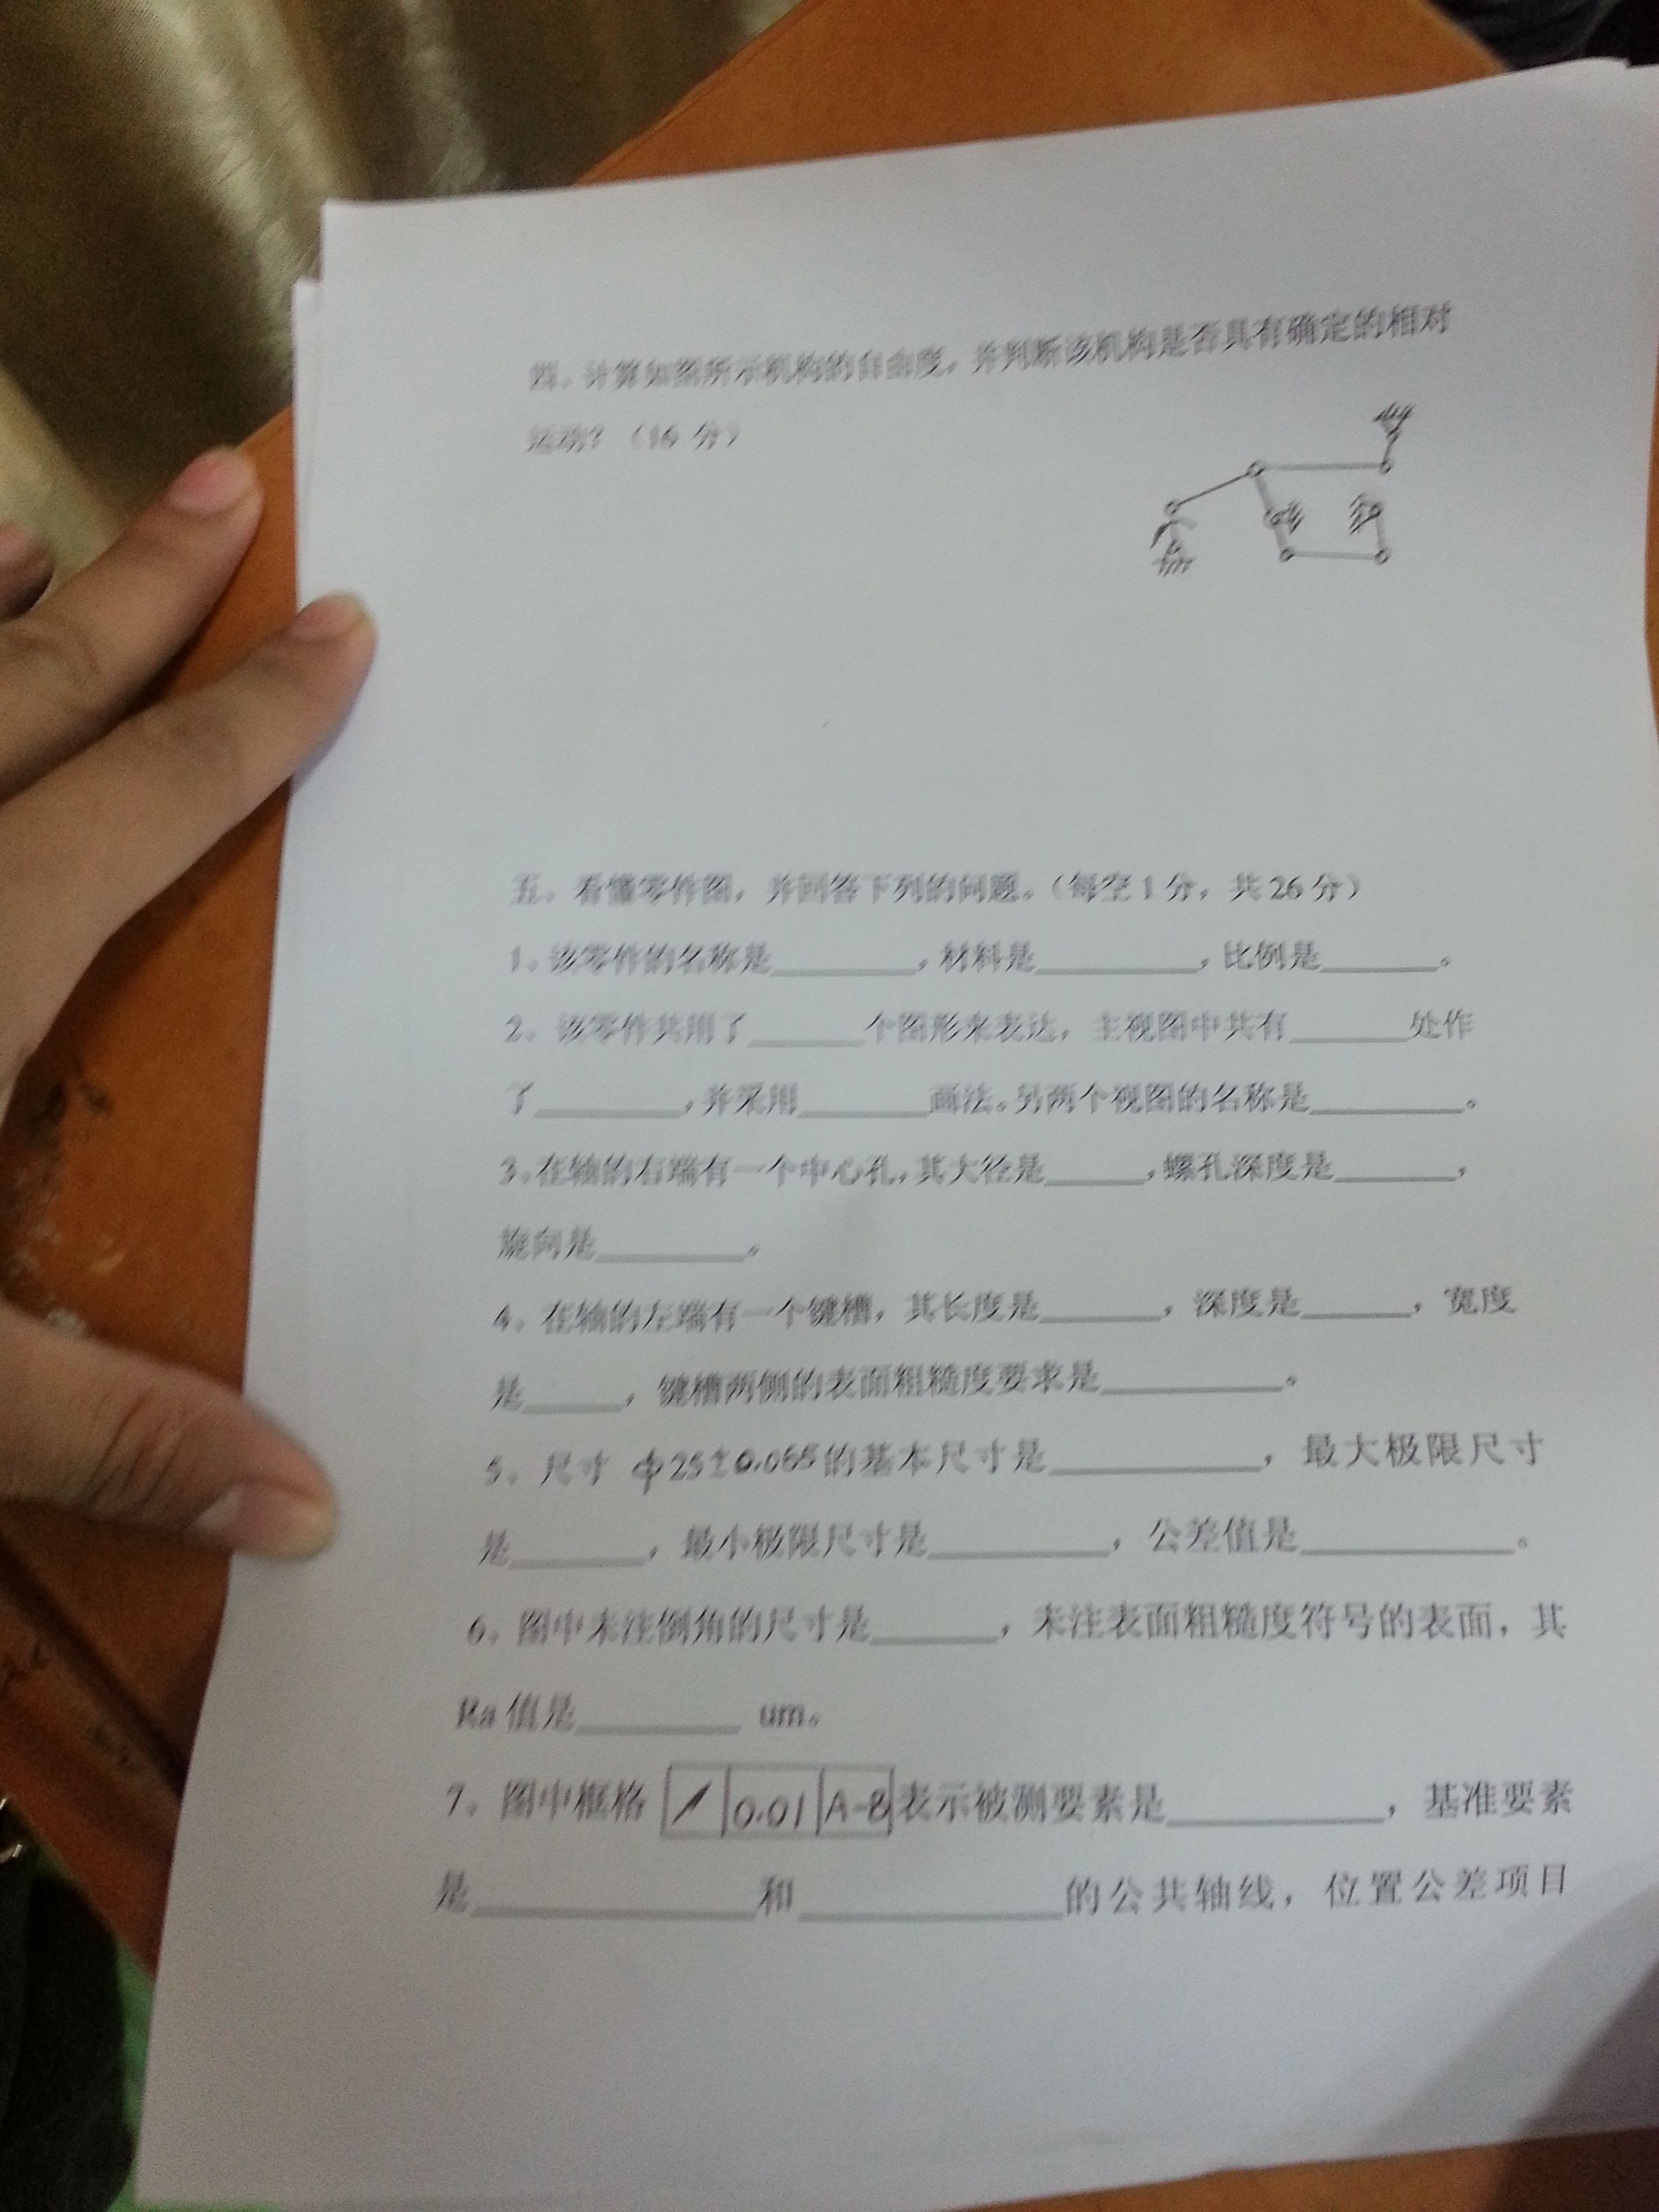 四、计算如图所示机构的自由度，并判断该机构是否具有确定的相对
运动？（16 分）
五、看懂零件图，并回答下列的问题。（每空1分，共26分）
1、该零件的名称是________，材料是________，比例是______。
2、该零件共用了______个图形来表达，主视图中共有______处作
了________，并采用______画法。另两个视图的名称是________。
3、在轴的右端有一个中心孔，其大径是_____，螺孔深度是______，
旋向是________。
4、在轴的左端有一个键槽，其长度是______，深度是_____，宽度
是_____，键槽两侧的表面粗糙度要求是_________。
5、尺寸 ф25±0.065的基本尺寸是__________，最大极限尺寸
是______，最小极限尺寸是________，公差值是__________。
6、图中未注倒角的尺寸是______，未注表面粗糙度符号的表面，其
Ra 值是_______ um。
7、图中框格 ↗ 0.01 A-B 表示被测要素是_________，基准要素
是____________和___________的公共轴线，位置公差项目